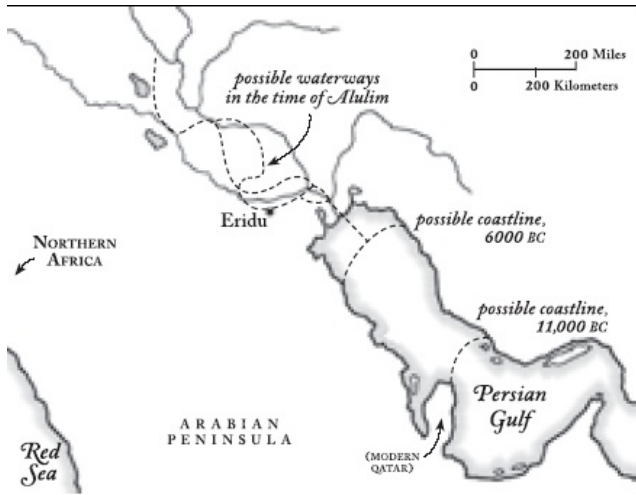 0 200 Miles
0 200 Kilometers
possible waterways
in the time of Alulim
Eridu
possible coastline,
6000 BC
NORTHERN
AFRICA
possible coastline,
11,000 BC
Persian
Gulf
ARABIAN
PENINSULA
(MODERN
QATAR)
Red
Sea